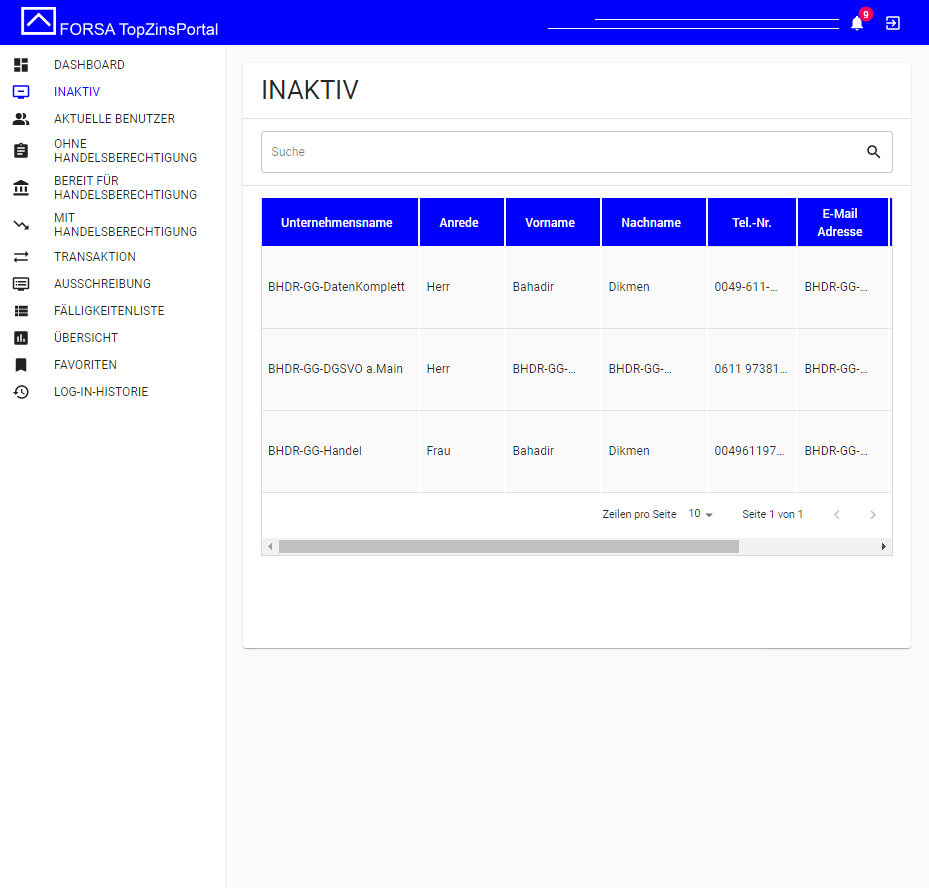 FORSA TopZinsPortal
9
DASHBOARD
INAKTIV
AKTUELLE BENUTZER
OHNE
HANDELSBERECHTIGUNG
BEREIT FÜR
HANDELSBERECHTIGUNG
MIT
HANDELSBERECHTIGUNG
TRANSAKTION
AUSSCHREIBUNG
FÄLLIGKEITENLISTE
ÜBERSICHT
FAVORITEN
LOG-IN-HISTORIE
INAKTIV
Suche
Unternehmensname Anrede Vorname Nachname Tel.-Nr. E-Mail
Adresse
BHDR-GG-DatenKomplett Herr Bahadir Dikmen 0049-611-... BHDR-GG-...
BHDR-GG-DGSVO a.Main Herr BHDR-GG-... BHDR-GG-... 0611 97381... BHDR-GG-...
BHDR-GG-Handel Frau Bahadir Dikmen 004961197... BHDR-GG-...
Zeilen pro Seite 10 Seite 1 von 1